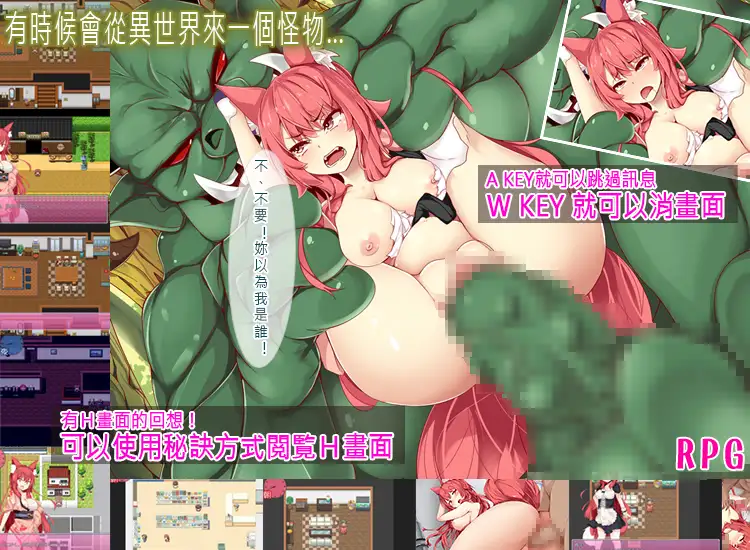 有時候會從異世界來一個怪物...
不、不要！妳以為我是誰！
A KEY就可以跳過訊息
W KEY 就可以消畫面
有H畫面的回想！
可以使用秘訣方式閲覧H畫面
RPG